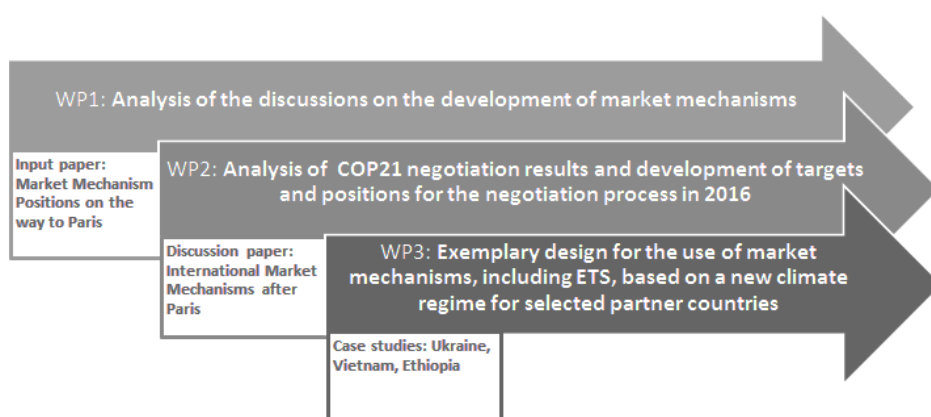 WP1: Analysis of the discussions on the development of market mechanisms
Input paper:
Market Mechanism
Positions on the
way to Paris
WP2: Analysis of COP21 negotiation results and development of targets
and positions for the negotiation process in 2016
Discussion paper:
International Market
Mechanisms after
Paris
WP3: Exemplary design for the use of market
mechanisms, including ETS, based on a new climate
regime for selected partner countries
Case studies: Ukraine,
Vietnam, Ethiopia